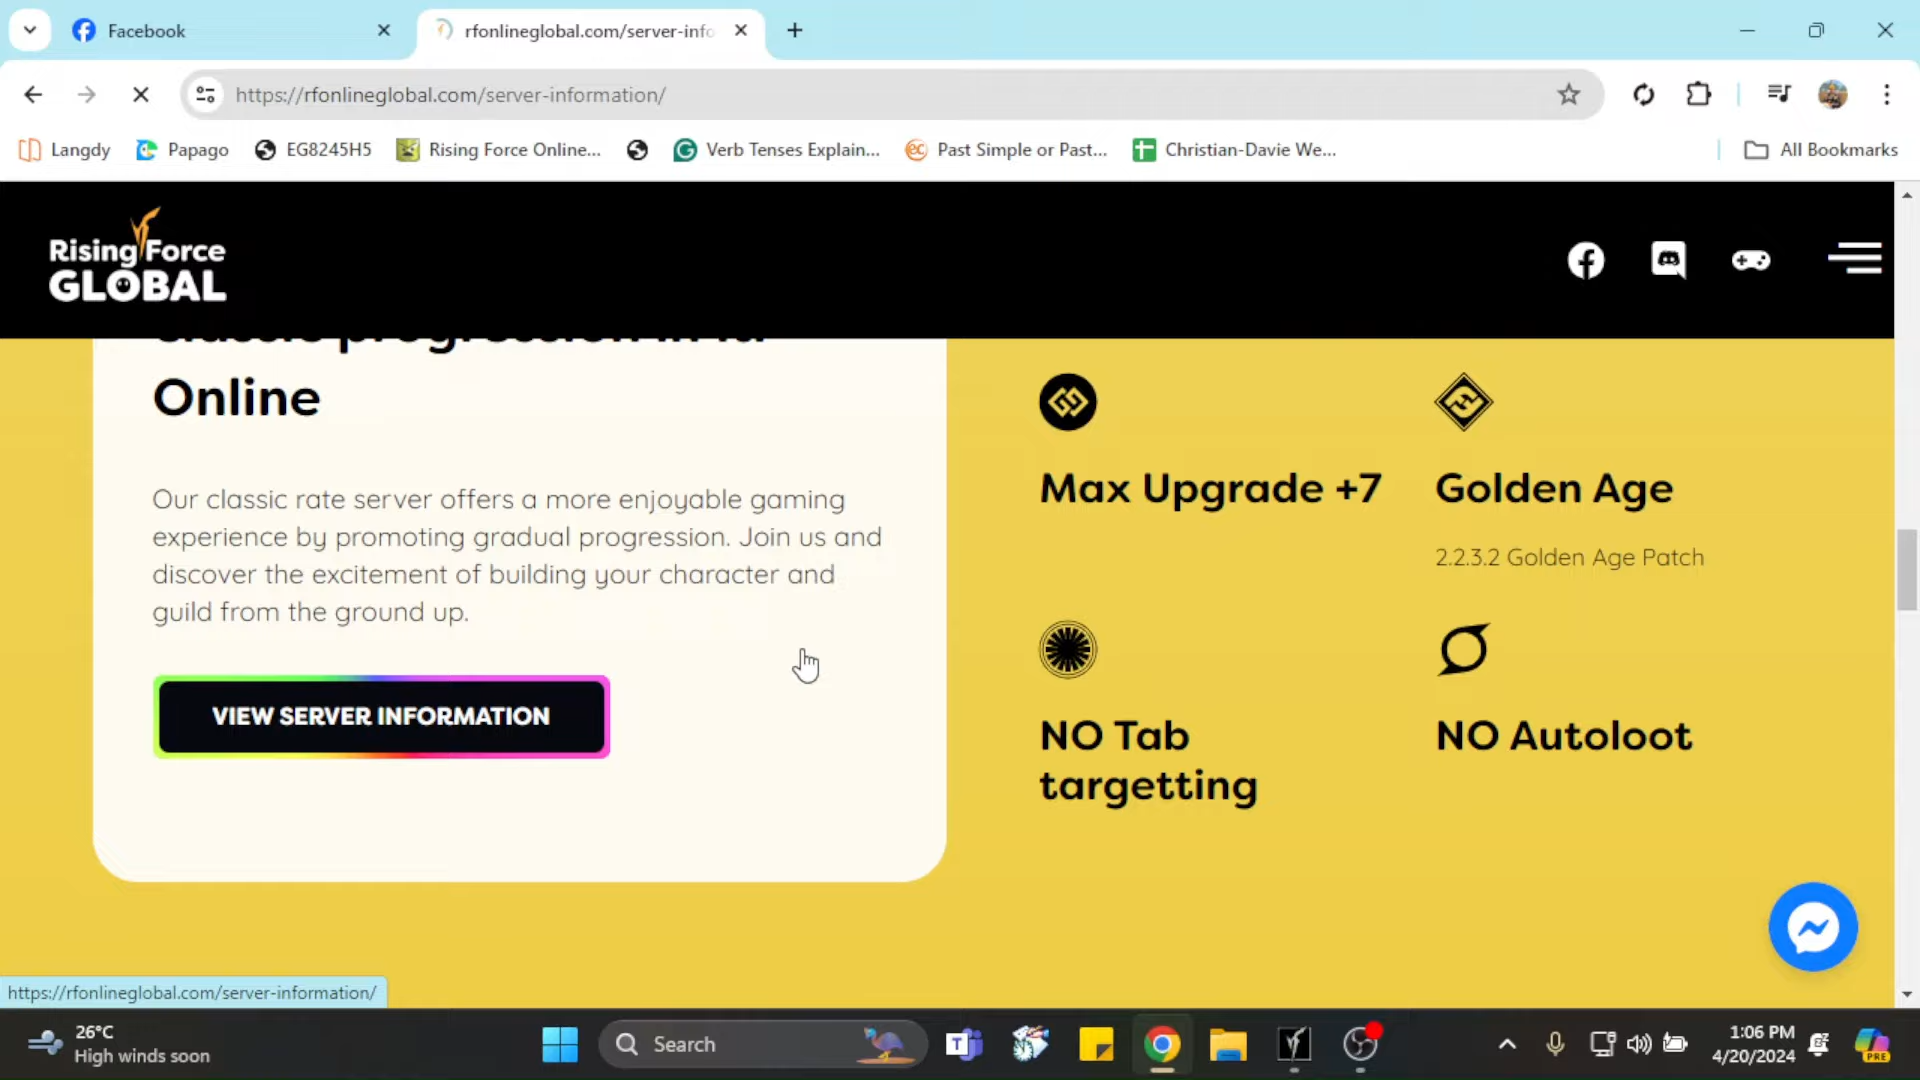 Facebook
rfonlineglobal.com/server-info
https://rfonlineglobal.com/server-information/
Langdy
Papago
EG8245H5
Rising Force Online...
Verb Tenses Explain...
Past Simple or Past...
Christian-Davie We...
All Bookmarks
Rising Force
GLOBAL
Classic progression in
Online
Our classic rate server offers a more enjoyable gaming
experience by promoting gradual progression. Join us and
discover the excitement of building your character and
guild from the ground up.
VIEW SERVER INFORMATION
Max Upgrade +7
Golden Age
2.2.3.2 Golden Age Patch
NO Tab
targetting
NO Autoloot
https://rfonlineglobal.com/server-information/
26°C
High winds soon
Search
1:06 PM
4/20/2024
PRE